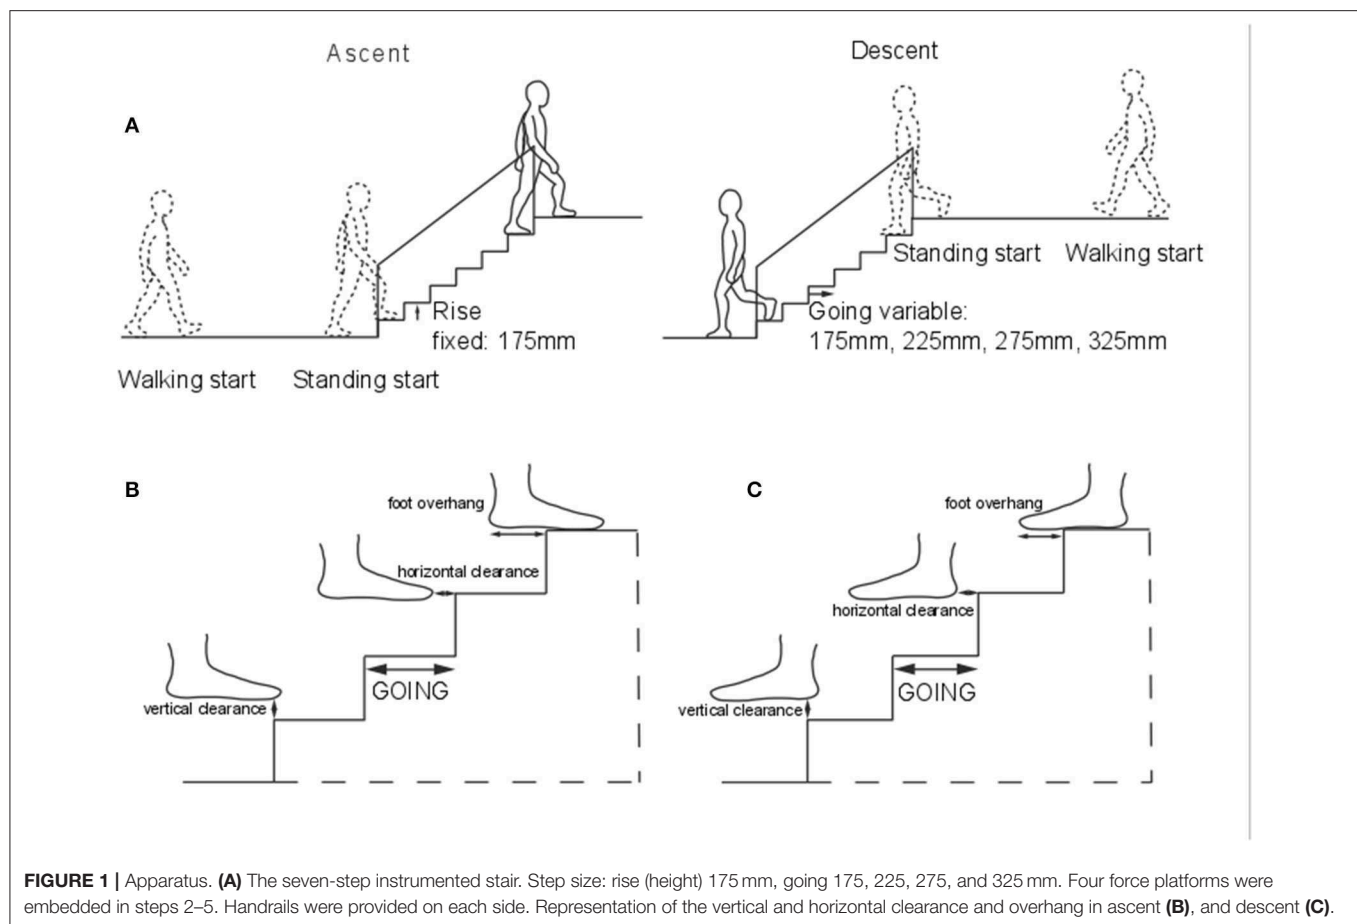 Ascent
Descent
A
Standing start
Walking start
Rise
fixed: 175mm
Going variable:
175mm, 225mm, 275mm, 325mm
Walking start
Standing start
B
foot overhang
horizontal clearance
GOING
vertical clearance
C
foot overhang
horizontal clearance
GOING
vertical clearance
FIGURE 1 | Apparatus. (A) The seven-step instrumented stair. Step size: rise (height) 175 mm, going 175, 225, 275, and 325 mm. Four force platforms were
embedded in steps 2–5. Handrails were provided on each side. Representation of the vertical and horizontal clearance and overhang in ascent (B), and descent (C).